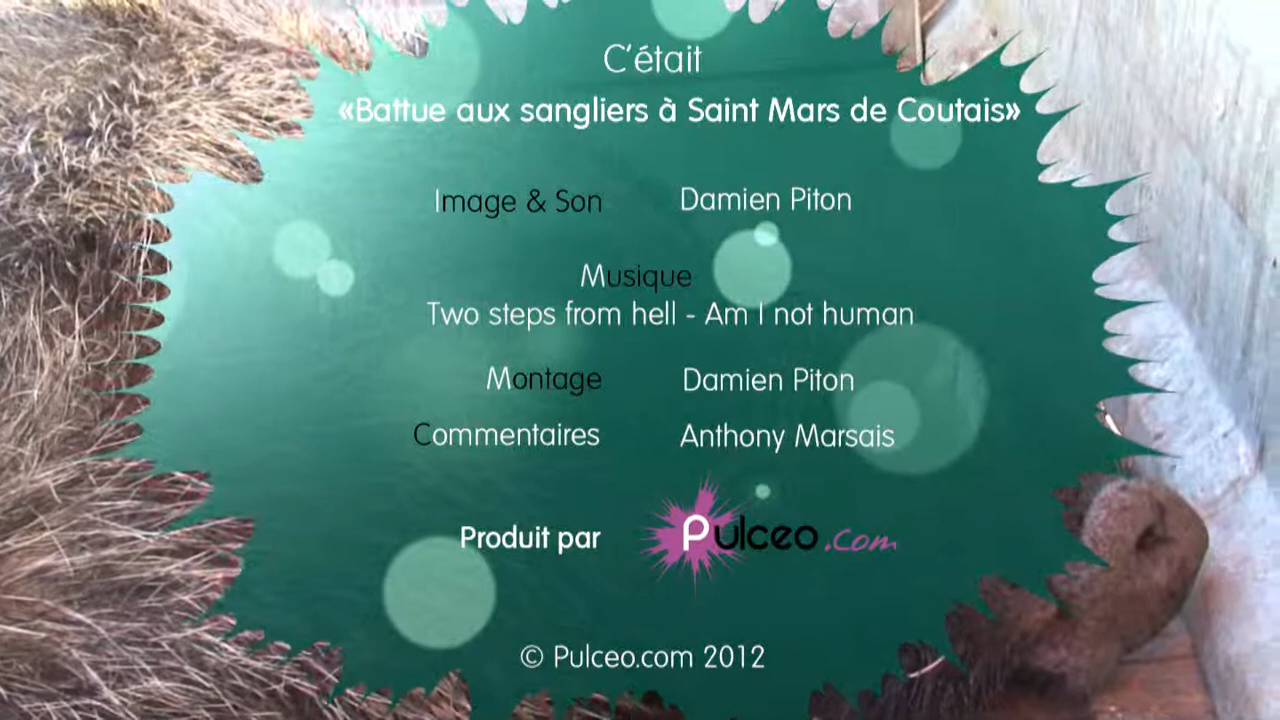 C'était
«Battue aux sangliers à Saint Mars de Coutais»
Image & Son Damien Piton
Musique
Two steps from hell - Am I not human
Montage Damien Piton
Commentaires Anthony Marsais
Produit par Pulceo.com
© Pulceo.com 2012